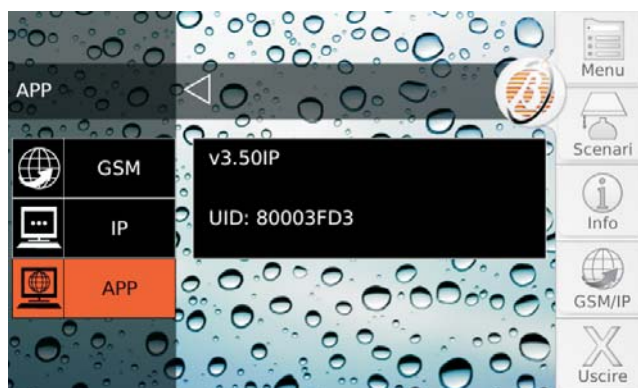 APP
GSM
IP
APP
v3.50IP
UID: 80003FD3
Menu
Scenari
Info
GSM/IP
Uscire